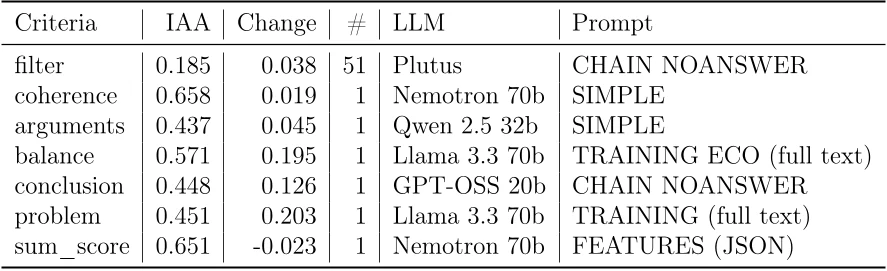 Criteria IAA Change # LLM Prompt
filter 0.185 0.038 51 Plutus CHAIN NOANSWER
coherence 0.658 0.019 1 Nemotron 70b SIMPLE
arguments 0.437 0.045 1 Qwen 2.5 32b SIMPLE
balance 0.571 0.195 1 Llama 3.3 70b TRAINING ECO (full text)
conclusion 0.448 0.126 1 GPT-OSS 20b CHAIN NOANSWER
problem 0.451 0.203 1 Llama 3.3 70b TRAINING (full text)
sum_score 0.651 -0.023 1 Nemotron 70b FEATURES (JSON)